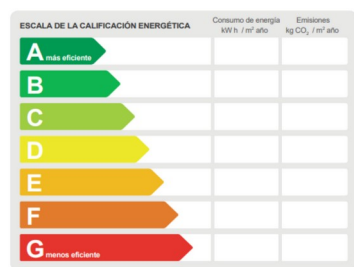 ESCALA DE LA CALIFICACIÓN ENERGÉTICA
Consumo de energía
kW h / m² año
Emisiones
kg CO₂ / m² año
A más eficiente
B
C
D
E
F
G menos eficiente